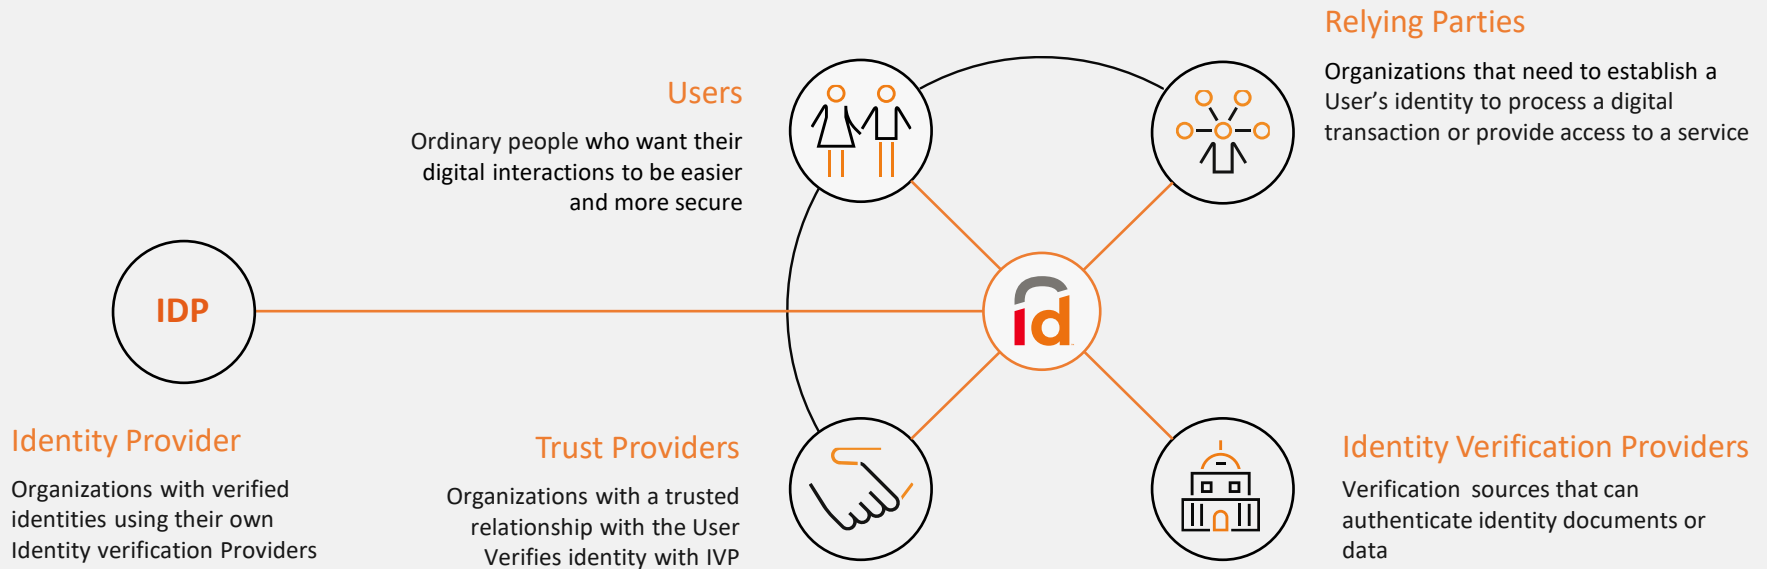 Relying Parties
Organizations that need to establish a
User's identity to process a digital
transaction or provide access to a service
Users
Ordinary people who want their
digital interactions to be easier
and more secure
IDP
id
Identity Provider
Organizations with verified
identities using their own
Identity verification Providers
Trust Providers
Organizations with a trusted
relationship with the User
Verifies identity with IVP
Identity Verification Providers
Verification sources that can
authenticate identity documents or
data